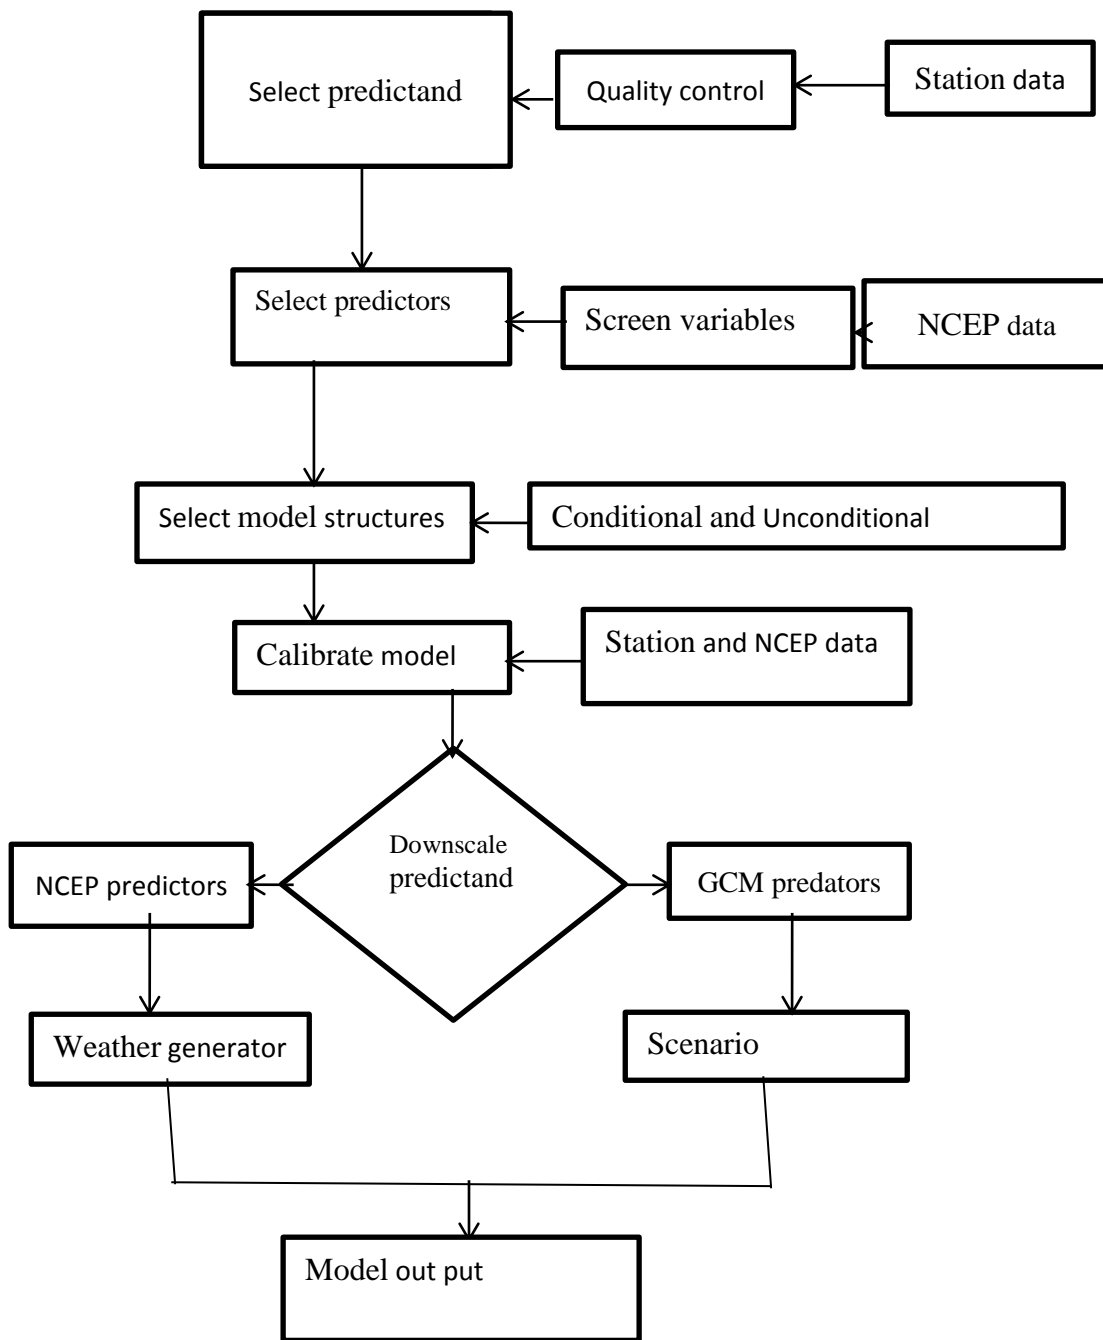 Select predictand
Quality control
Station data
Select predictors
Screen variables
NCEP data
Select model structures
Conditional and Unconditional
Calibrate model
Station and NCEP data
Downscale
predictand
NCEP predictors
GCM predators
Weather generator
Scenario
Model out put